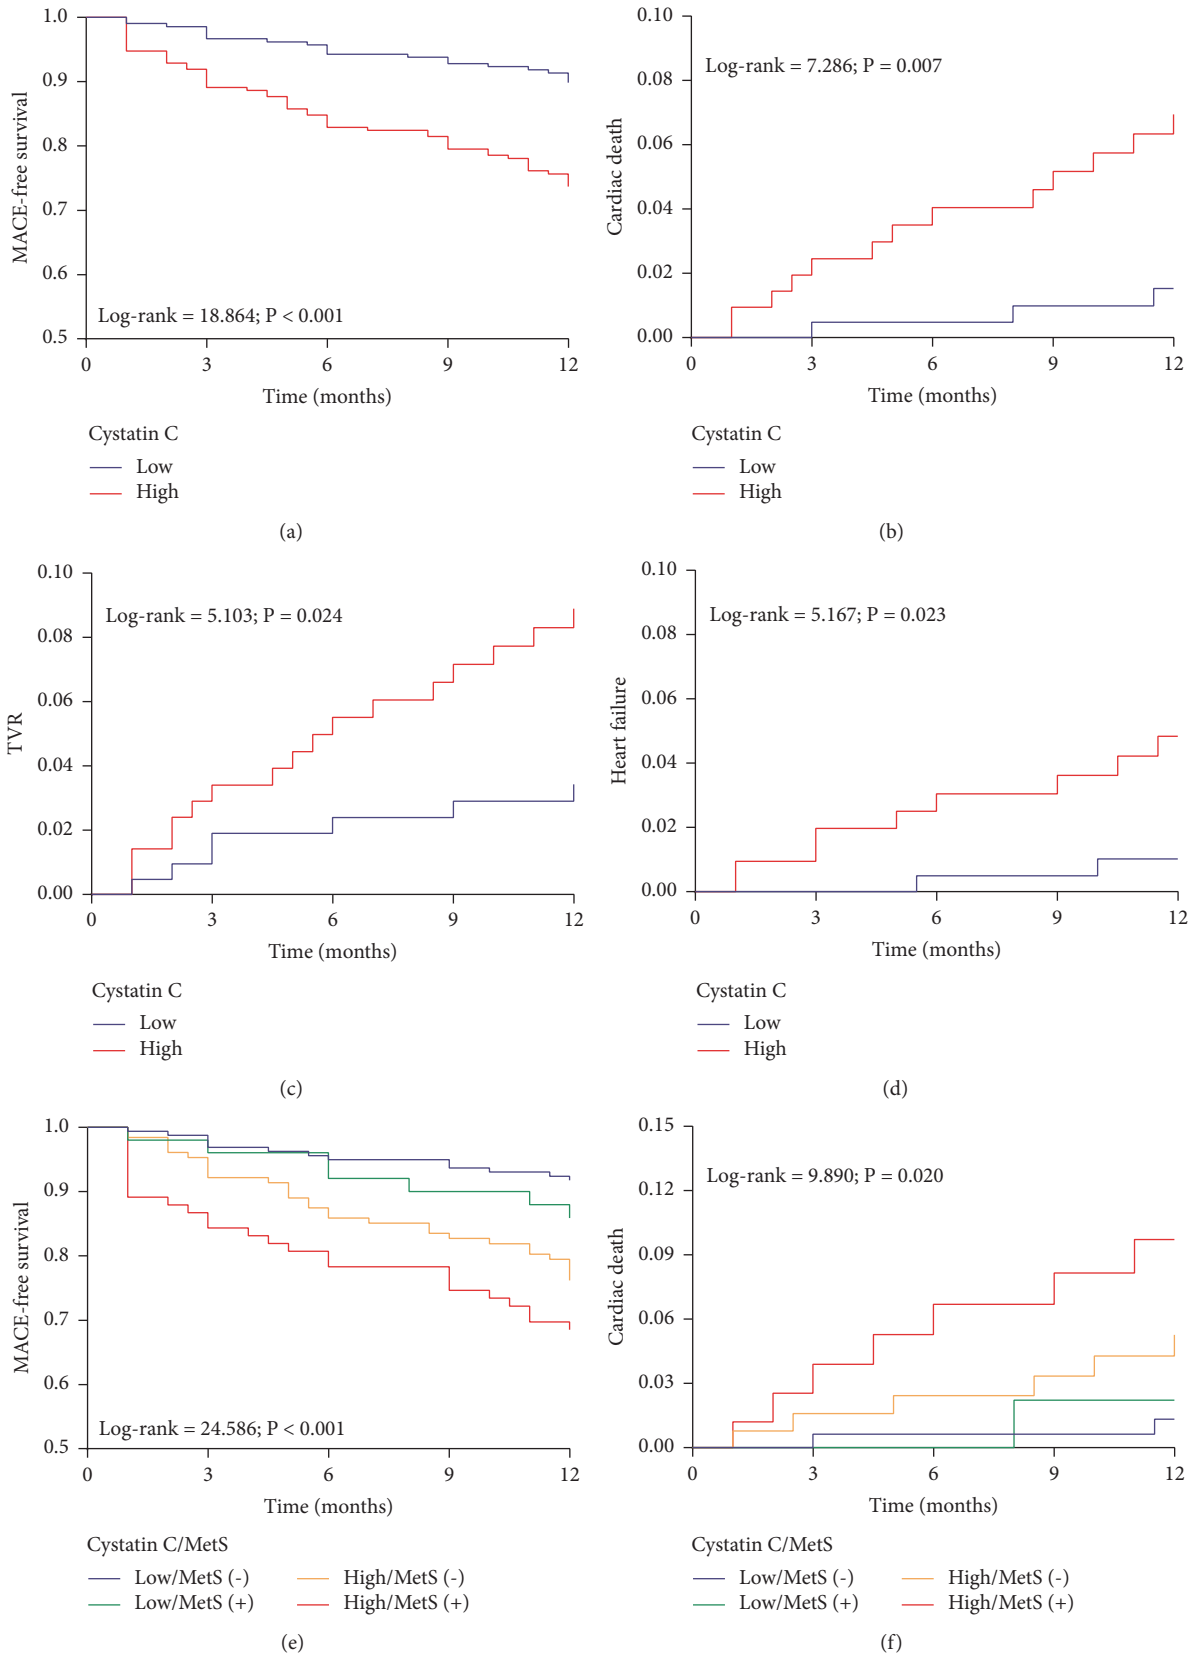 1.0
0.9
0.8
0.7
0.6
0.5
MACE-free survival
Log-rank = 18.864; P < 0.001
0 3 6 9 12
Time (months)
Cystatin C
Low
High
(a)
0.10
0.08
0.06
0.04
0.02
0.00
Cardiac death
Log-rank = 7.286; P = 0.007
0 3 6 9 12
Time (months)
Cystatin C
Low
High
(b)
0.10
0.08
0.06
0.04
0.02
0.00
TVR
Log-rank = 5.103; P = 0.024
0 3 6 9 12
Time (months)
Cystatin C
Low
High
(c)
0.10
0.08
0.06
0.04
0.02
0.00
Heart failure
Log-rank = 5.167; P = 0.023
0 3 6 9 12
Time (months)
Cystatin C
Low
High
(d)
1.0
0.9
0.8
0.7
0.6
0.5
MACE-free survival
Log-rank = 24.586; P < 0.001
0 3 6 9 12
Time (months)
Cystatin C/MetS
Low/MetS (-) High/MetS (-)
Low/MetS (+) High/MetS (+)
(e)
0.15
0.12
0.09
0.06
0.03
0.00
Cardiac death
Log-rank = 9.890; P = 0.020
0 3 6 9 12
Time (months)
Cystatin C/MetS
Low/MetS (-) High/MetS (-)
Low/MetS (+) High/MetS (+)
(f)